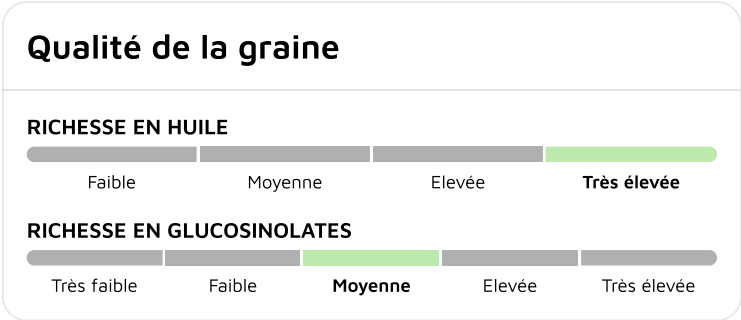 Qualité de la graine
RICHESSE EN HUILE
Faible Moyenne Elevée Très élevée
RICHESSE EN GLUCOSINOLATES
Très faible Faible Moyenne Elevée Très élevée